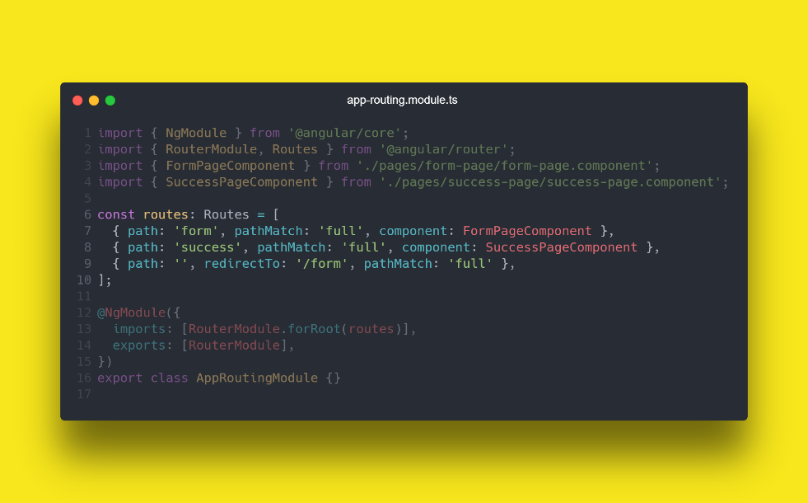 app-routing.module.ts
1 import { NgModule } from '@angular/core';
2 import { RouterModule, Routes } from '@angular/router';
3 import { FormPageComponent } from './pages/form-page/form-page.component';
4 import { SuccessPageComponent } from './pages/success-page/success-page.component';
5
6 const routes: Routes = [
7   { path: 'form', pathMatch: 'full', component: FormPageComponent },
8   { path: 'success', pathMatch: 'full', component: SuccessPageComponent },
9   { path: '', redirectTo: '/form', pathMatch: 'full' },
10 ];
11
12 @NgModule({
13   imports: [RouterModule.forRoot(routes)],
14   exports: [RouterModule],
15 })
16 export class AppRoutingModule {}
17